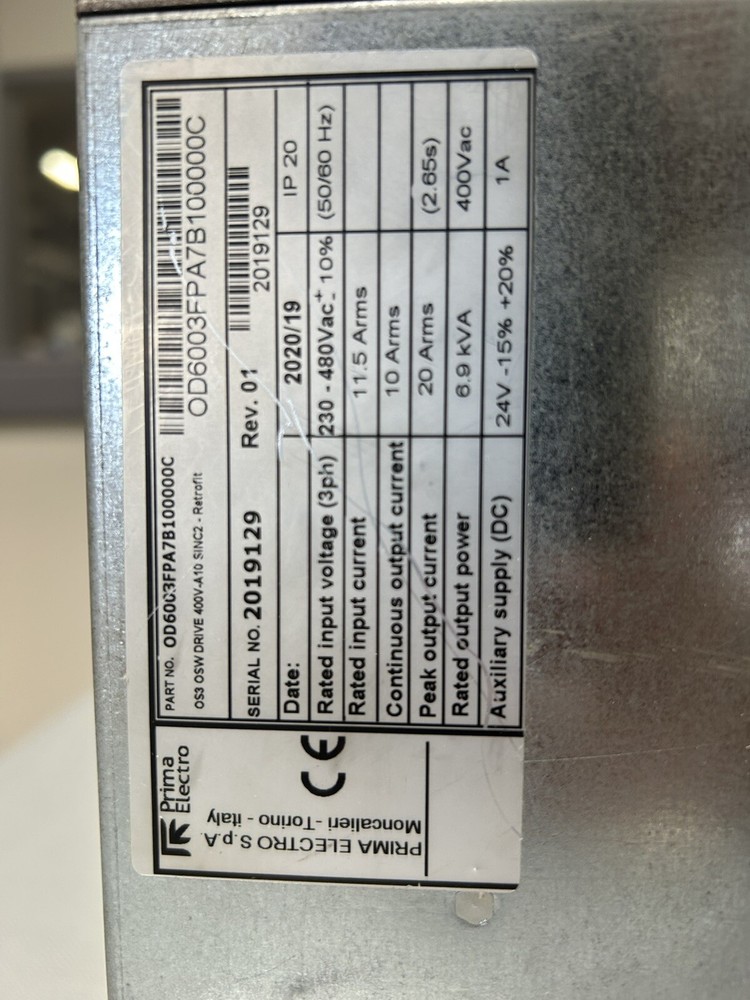 Prima
Electro
PRIMA ELECTRO S.p.A.
Moncalieri - Torino - italy
CE
PART NO. OD6003FPA7B100000C
OS3 OSW DRIVE 400V-A10 SINC2 - Retrofit
OD6003FPA7B100000C
SERIAL NO. 2019129 Rev. 01
2019129
Date: 2020/19 IP 20
Rated input voltage (3ph) 230 - 480Vac ± 10% (50/60 Hz)
Rated input current 11.5 Arms
Continuous output current 10 Arms
Peak output current 20 Arms (2.65s)
Rated output power 6.9 kVA 400Vac
Auxiliary supply (DC) 24V -15% +20% 1A